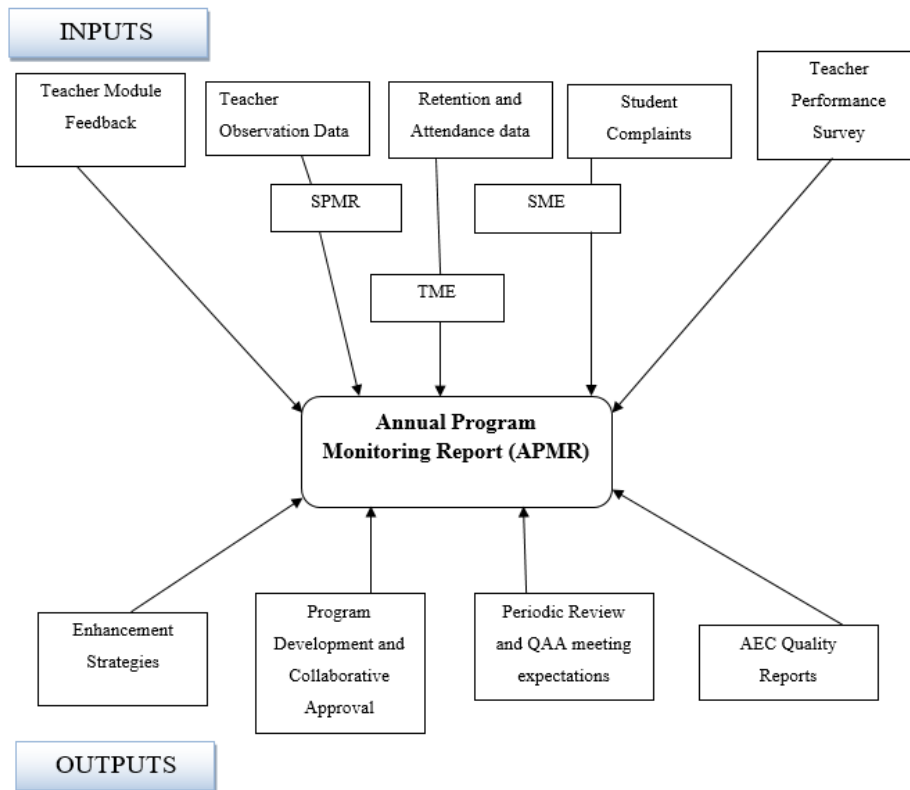 INPUTS
Teacher Module
Feedback
Teacher
Observation Data
Retention and
Attendance data
Student
Complaints
Teacher
Performance
Survey
SPMR
SME
TME
Annual Program
Monitoring Report (APMR)
Enhancement
Strategies
Program
Development and
Collaborative
Approval
Periodic Review
and QAA meeting
expectations
AEC Quality
Reports
OUTPUTS